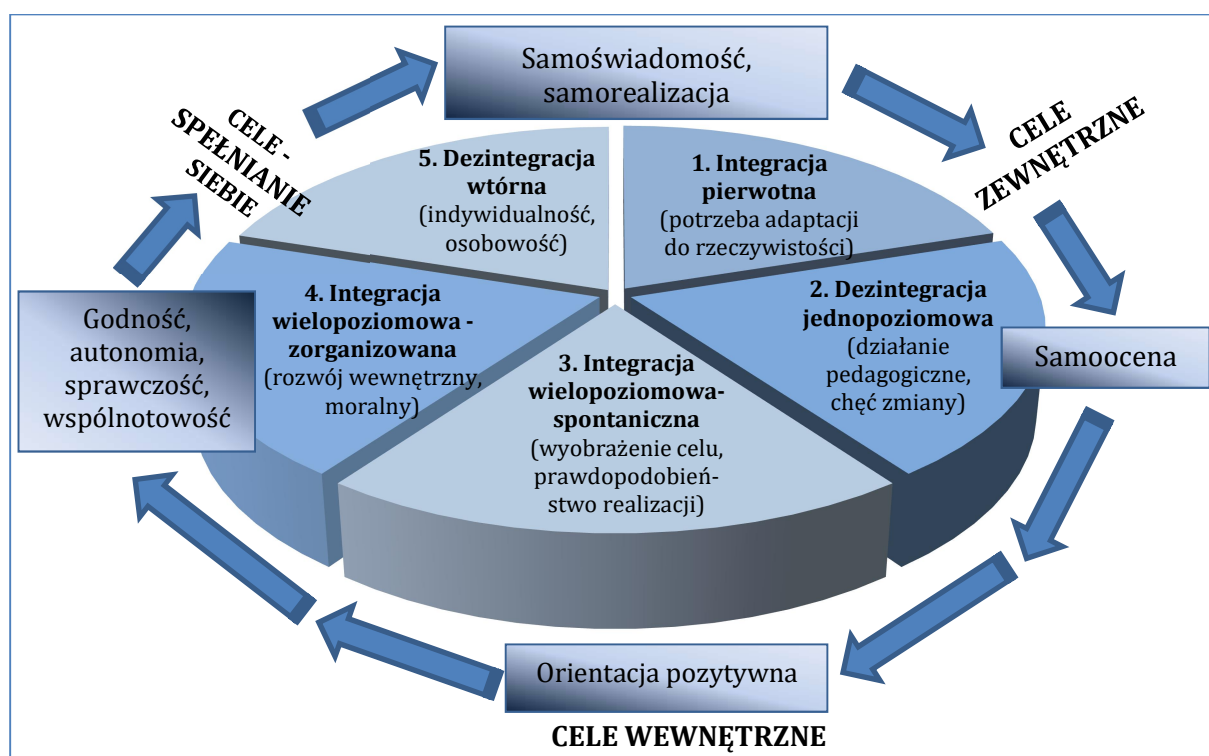 Samoświadomość,
samorealizacja
CELE
ZEWNĘTRZNE
CELE -
SPEŁNIANIE
SIEBIE
5. Dezintegracja
wtórna
(indywidualność,
osobowość)
1. Integracja
pierwotna
(potrzeba adaptacji
do rzeczywistości)
2. Dezintegracja
jednopoziomowa
(działanie
pedagogiczne,
chęć zmiany)
Samoocena
3. Integracja
wielopoziomowa-
spontaniczna
(wyobrażenie celu,
prawdopodobień-
stwo realizacji)
4. Integracja
wielopoziomowa -
zorganizowana
(rozwój wewnętrzny,
moralny)
Godność,
autonomia,
sprawczość,
wspólnotowość
Orientacja pozytywna
CELE WEWNĘTRZNE